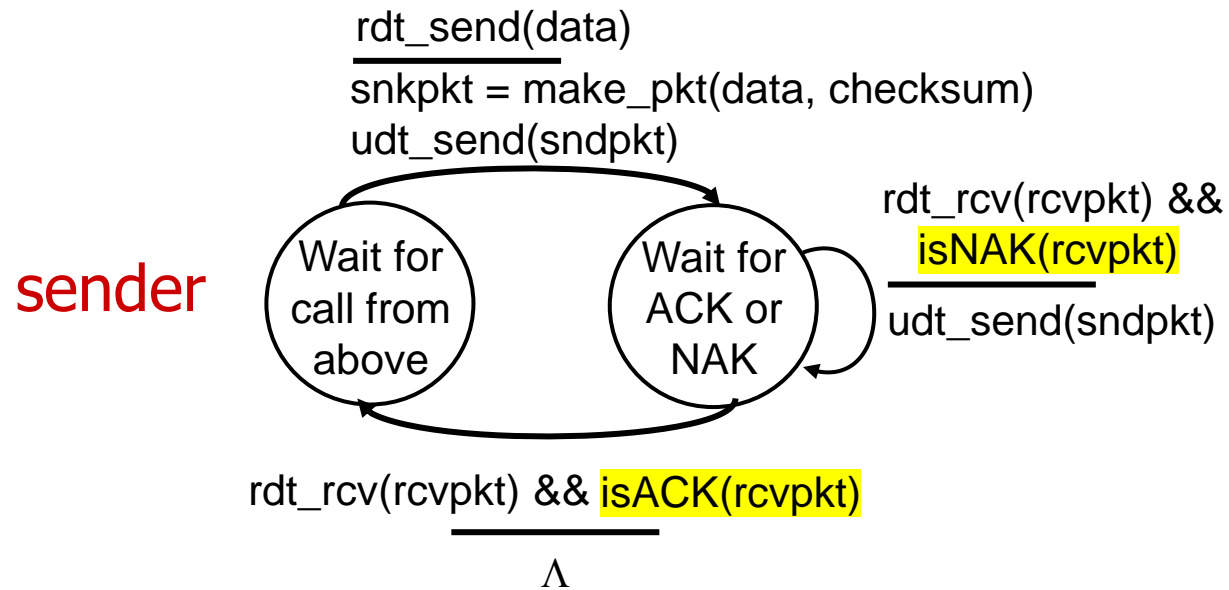 rdt_send(data)
snkpkt = make_pkt(data, checksum)
udt_send(sndpkt)
sender
Wait for
call from
above
Wait for
ACK or
NAK
rdt_rcv(rcvpkt) &&
isNAK(rcvpkt)
udt_send(sndpkt)
rdt_rcv(rcvpkt) && isACK(rcvpkt)
Λ